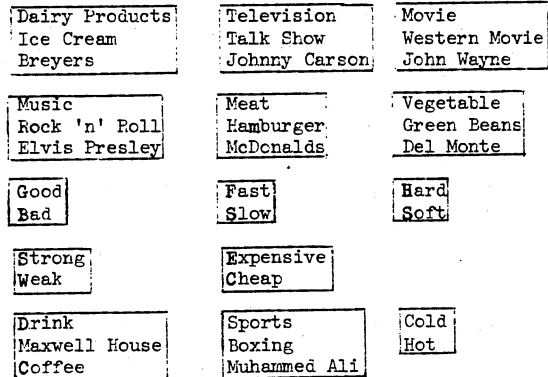 Dairy Products
Ice Cream
Breyers
Television
Talk Show
Johnny Carson
Movie
Western Movie
John Wayne
Music
Rock 'n' Roll
Elvis Presley
Meat
Hamburger
McDonalds
Vegetable
Green Beans
Del Monte
Good
Bad
Fast
Slow
Hard
Soft
Strong
Weak
Expensive
Cheap
Drink
Maxwell House
Coffee
Sports
Boxing
Muhammed Ali
Cold
Hot